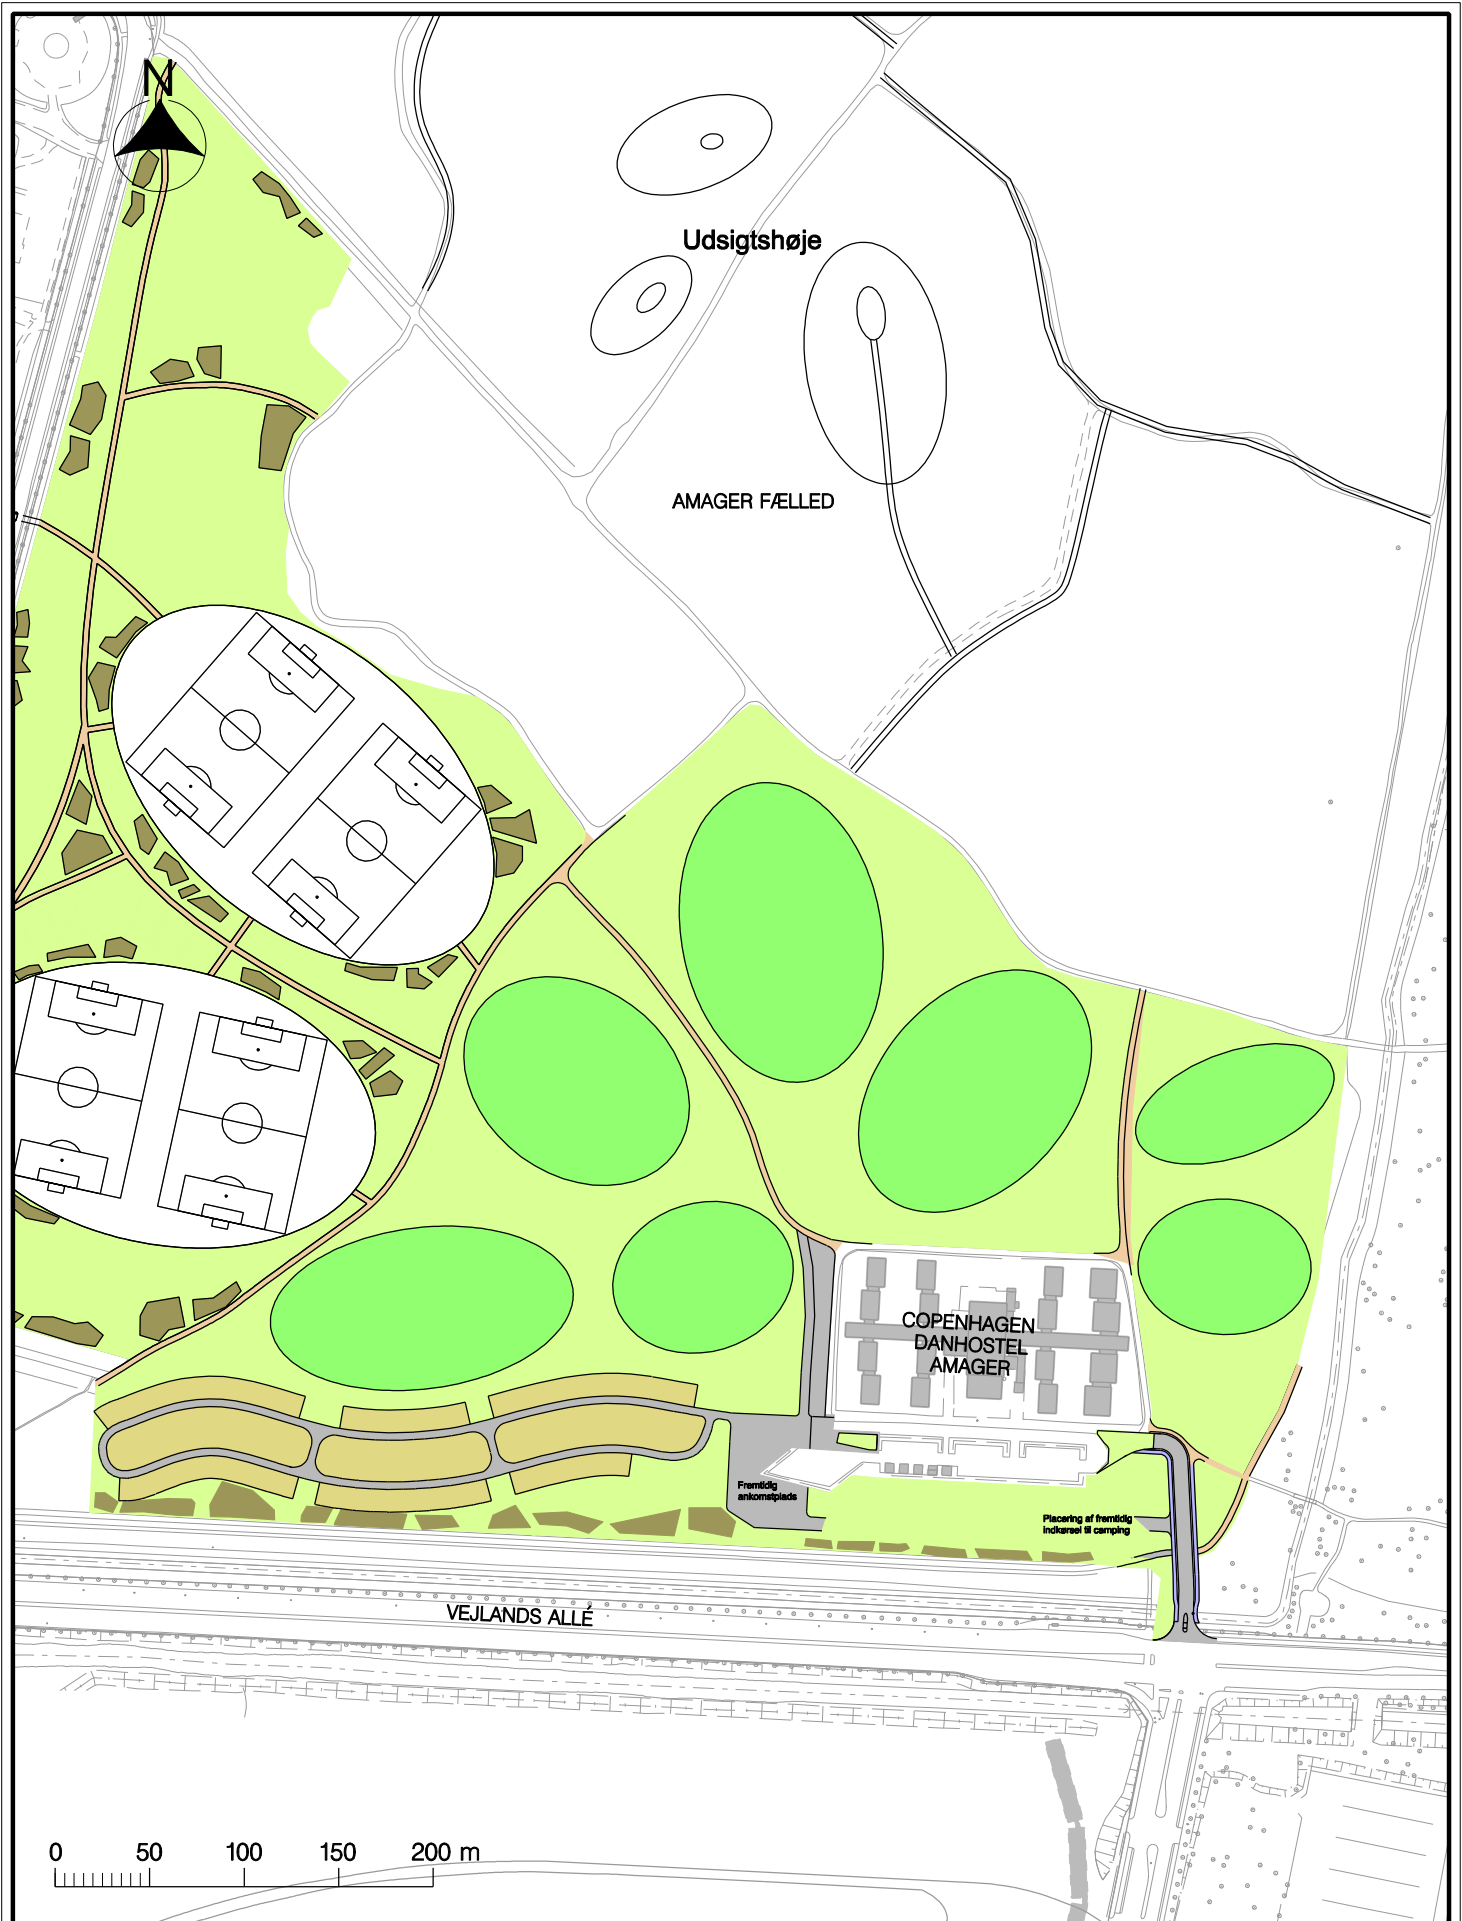 N
Udsigtshøje
AMAGER FÆLLED
COPENHAGEN
DANHOSTEL
AMAGER
Fremtidig
ankomstplads
Placering af fremtidig
indkørsel til camping
VEJLANDS ALLÉ
0 50 100 150 200 m